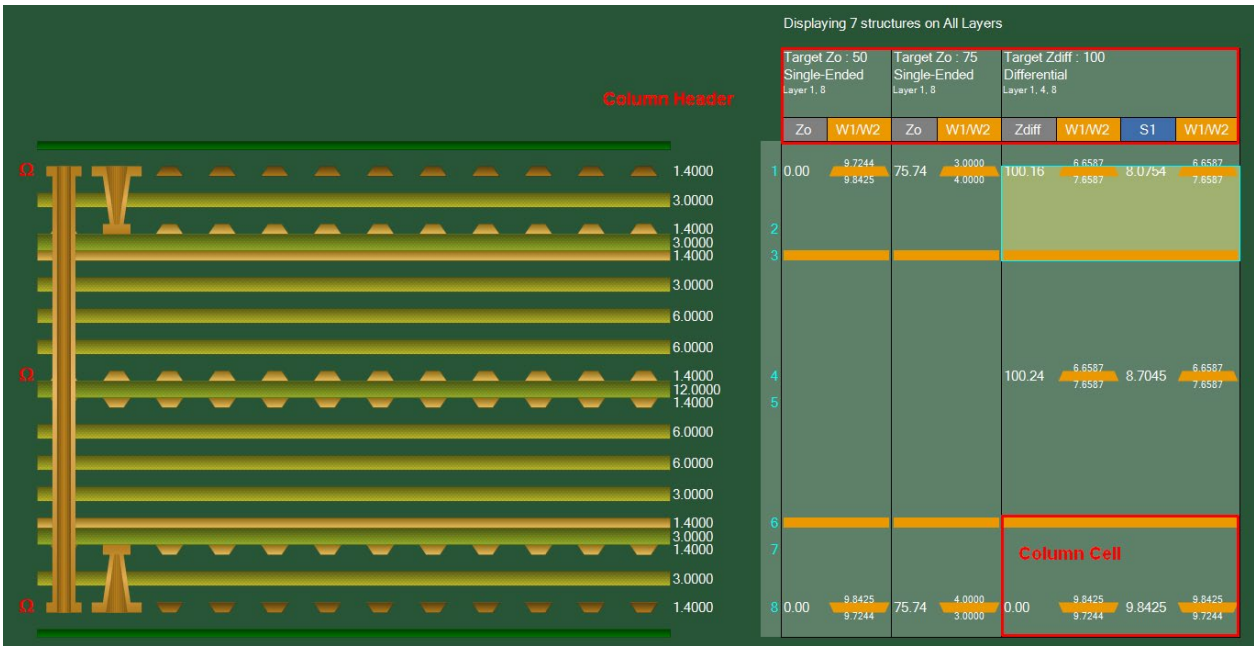 Displaying 7 structures on All Layers
Target Zo : 50 Target Zo : 75 Target Zdiff : 100
Single-Ended Single-Ended Differential
Layer 1, 8 Layer 1, 8 Layer 1, 4, 8
Column Header
Zo W1/W2 Zo W1/W2 Zdiff W1/W2 S1 W1/W2
9.7244 3.0000 6.6587 6.6587
Ω 1.4000 1 0.00 75.74 100.16 8.0754
9.8425 4.0000 7.6587 7.6587
3.0000
1.4000 2
3.0000
1.4000 3
3.0000
6.0000
6.0000
6.6587 6.6587
Ω 1.4000 4 100.24 8.7045
7.6587 7.6587
12.0000
1.4000 5
6.0000
6.0000
3.0000
1.4000 6
3.0000
1.4000 7
Column Cell
3.0000
9.8425 4.0000 9.8425 9.8425
Ω 1.4000 8 0.00 75.74 0.00 9.8425
9.7244 3.0000 9.7244 9.7244